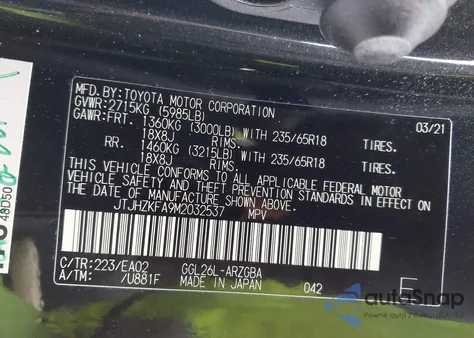 MFD.BY:TOYOTA MOTOR CORPORATION 03/21
GVWR:2715KG (5985LB)
GAWR:FRT. 1360KG (3000LB) WITH 235/65R18 TIRES.
18X8J RIMS.
RR. 1460KG (3215LB) WITH 235/65R18 TIRES.
18X8J RIMS.
THIS VEHICLE CONFORMS TO ALL APPLICABLE FEDERAL MOTOR
VEHICLE SAFETY AND THEFT PREVENTION STANDARDS IN EFFECT ON
THE DATE OF MANUFACTURE SHOWN ABOVE.
JTJHZKFA9M2032537 MPV
C/TR:223/EA02 GGL26L-ARZGBA
A/TM: /U881F MADE IN JAPAN 042 E
48D50
autoSnap